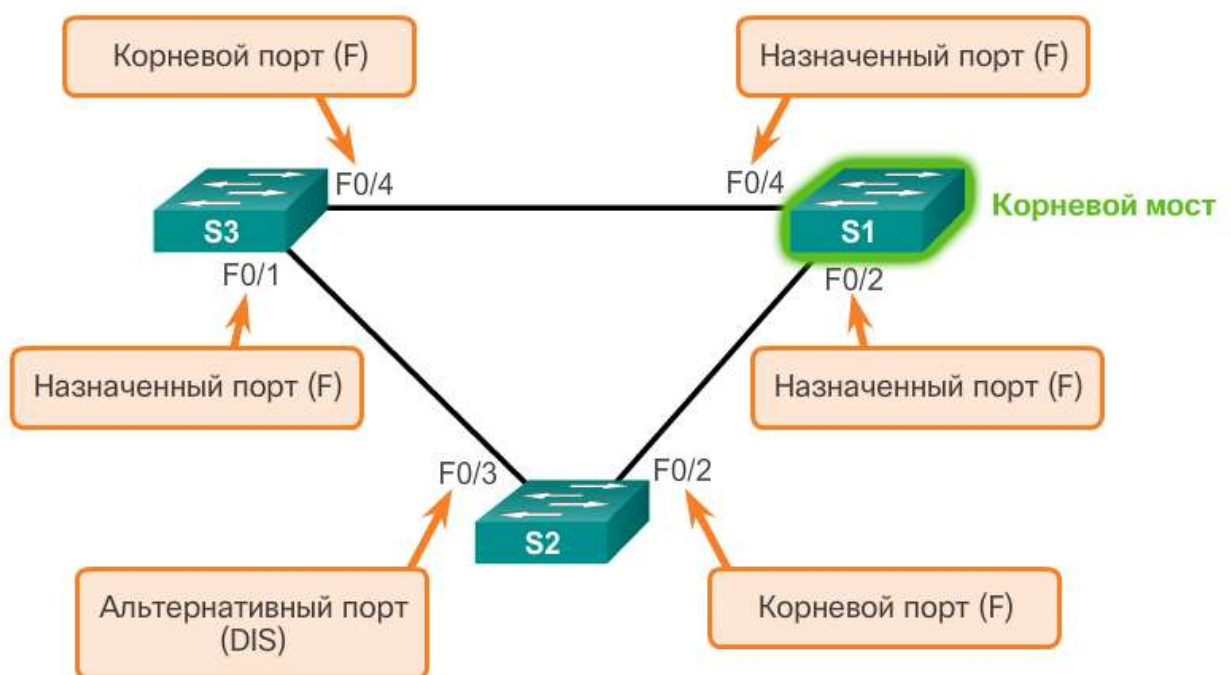 Корневой порт (F)
Назначенный порт (F)
F0/4
F0/4
S3
S1
Корневой мост
F0/1
F0/2
Назначенный порт (F)
Назначенный порт (F)
F0/3
F0/2
S2
Альтернативный порт
(DIS)
Корневой порт (F)